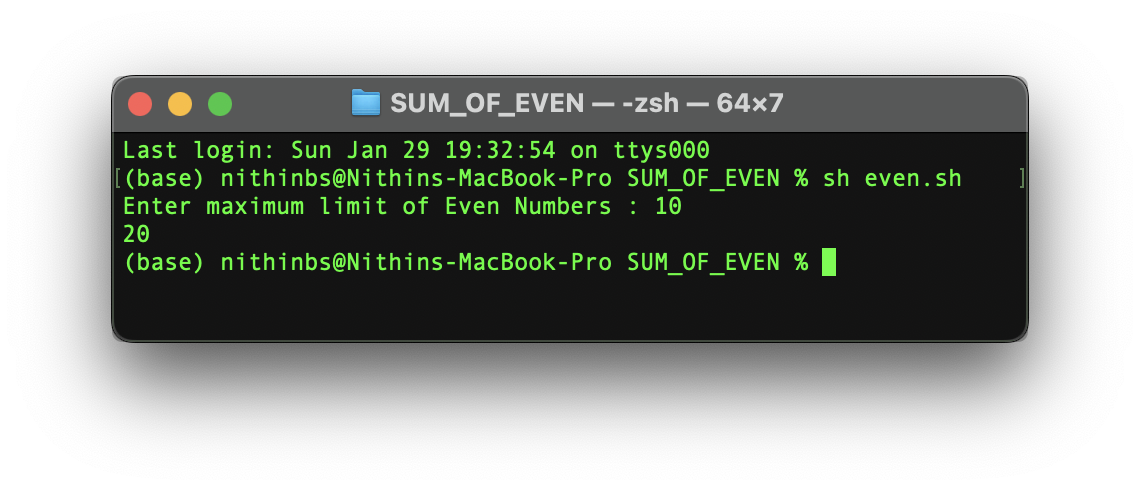 SUM_OF_EVEN — -zsh — 64×7
Last login: Sun Jan 29 19:32:54 on ttys000
[(base) nithinbs@Nithins-MacBook-Pro SUM_OF_EVEN % sh even.sh ]
Enter maximum limit of Even Numbers : 10
20
(base) nithinbs@Nithins-MacBook-Pro SUM_OF_EVEN %